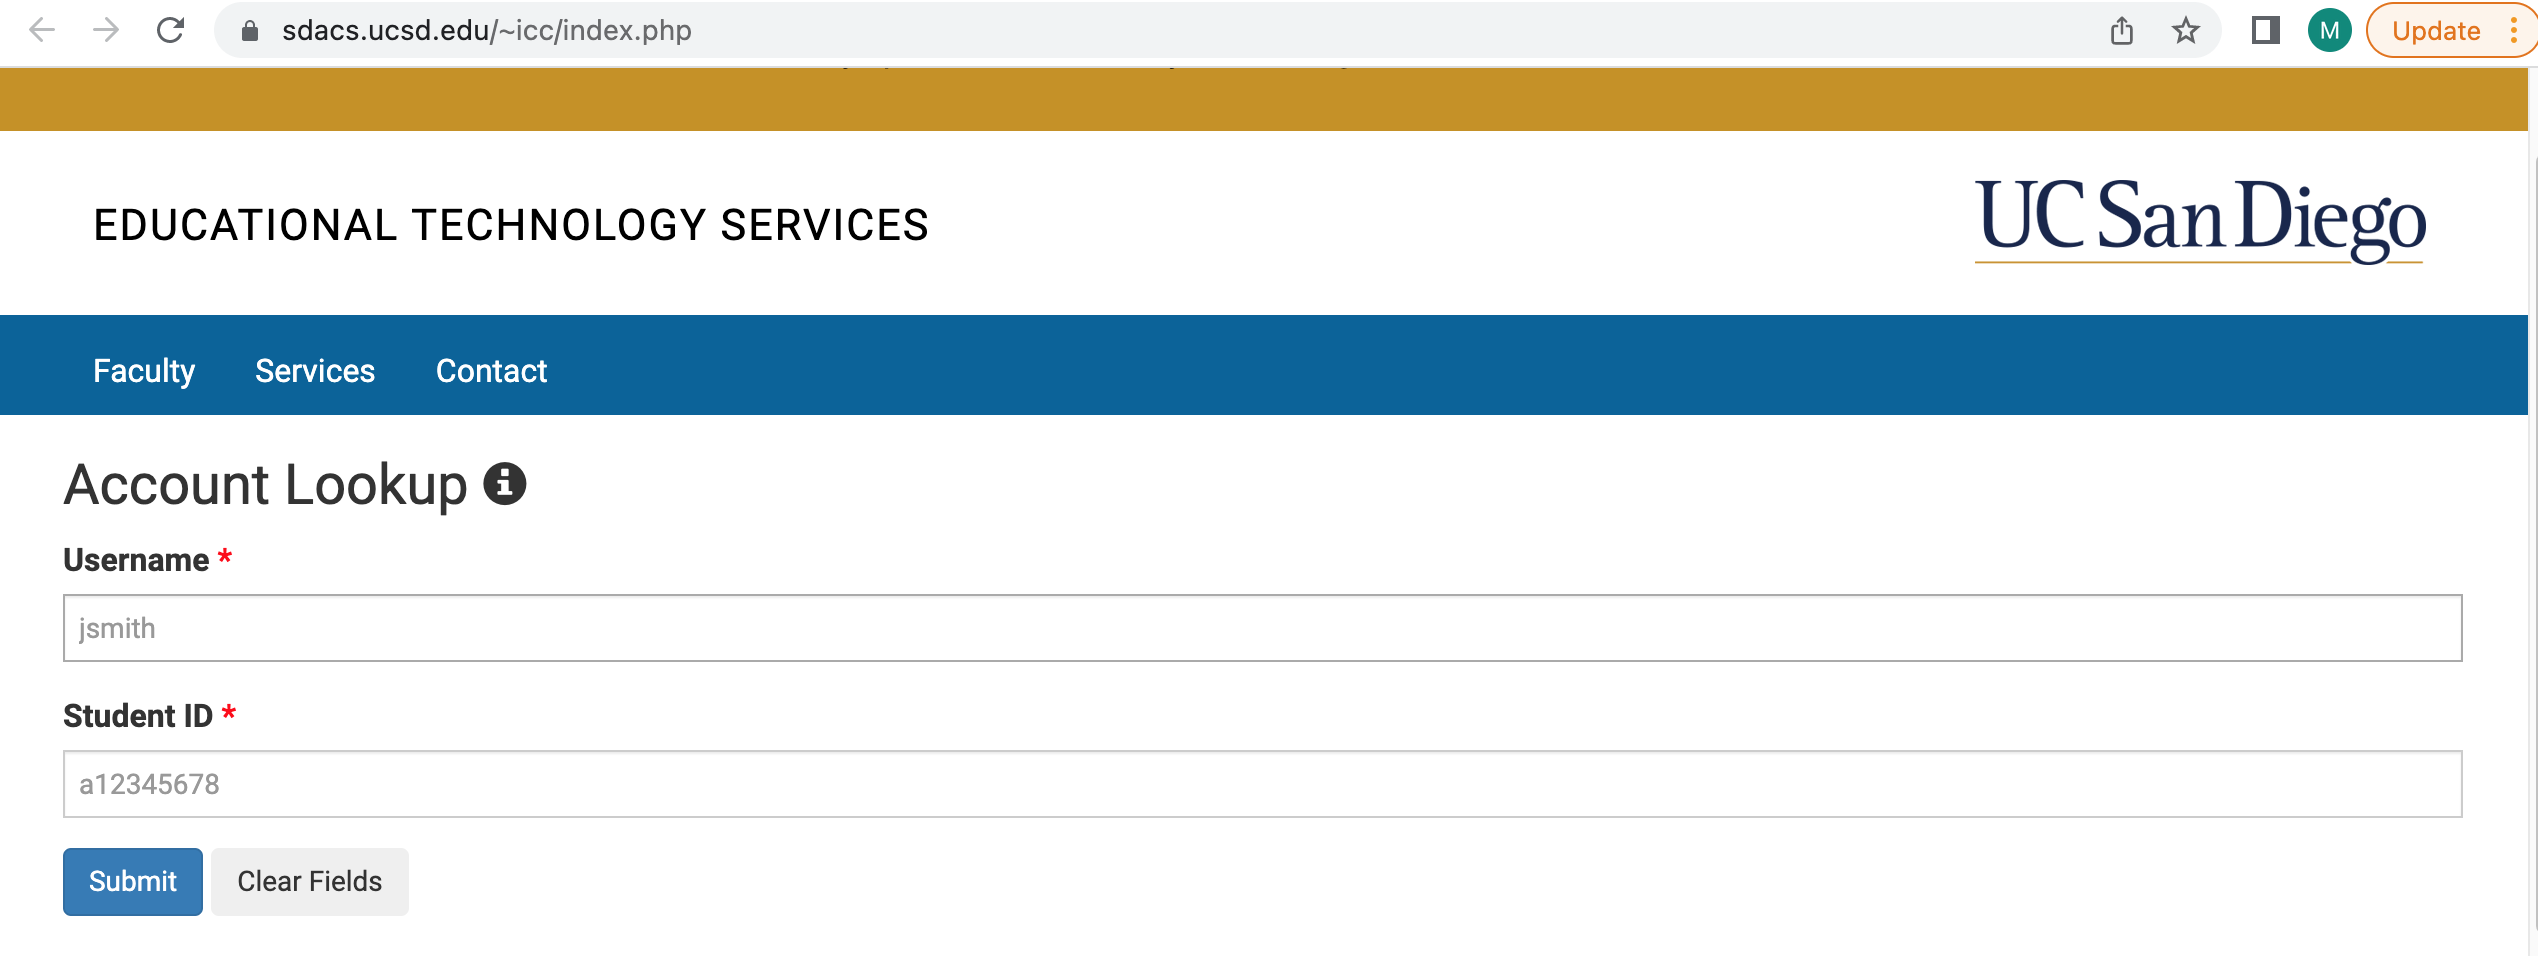 sdacs.ucsd.edu/~icc/index.php
M
Update
EDUCATIONAL TECHNOLOGY SERVICES
UC San Diego
Faculty Services Contact
Account Lookup
Username *
jsmith
Student ID *
a12345678
Submit Clear Fields